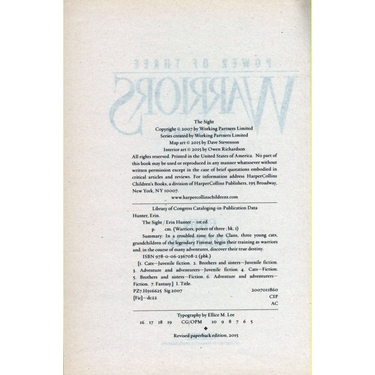 POWER OF THREE
WARRIORS
The Sight
Copyright © 2007 by Working Partners Limited
Series created by Working Partners Limited
Map art © 2015 by Dave Stevenson
Interior art © 2015 by Owen Richardson
All rights reserved. Printed in the United States of America. No part of
this book may be used or reproduced in any manner whatsoever without
written permission except in the case of brief quotations embodied in
critical articles and reviews. For information address HarperCollins
Children's Books, a division of HarperCollins Publishers, 195 Broadway,
New York, NY 10007.
www.harpercollinschildrens.com
Library of Congress Cataloging-in-Publication Data
Hunter, Erin.
The Sight / Erin Hunter — 1st ed
p. cm. (Warriors, power of three ; bk. 1)
Summary: In a troubled time for the Clans, three young cats,
grandchildren of the legendary Firestar, begin their training as warriors
and, in the course of many adventures, discover their true destiny.
ISBN 978-0-06-236708-2 (pbk.)
[1. Cats—Juvenile fiction. 2. Brothers and sisters—Juvenile fiction.
3. Adventure and adventurers—Juvenile fiction 4. Cats—Fiction.
5. Brothers and sisters—Fiction. 6. Adventure and adventurers—
Fiction. 7. Fantasy.] I. Title.
PZ7.H916625 Sig 2007
[Fic]—dc22 CIP
AC
Typography by Ellice M. Lee
16 17 18 19 CG/OPM 10 9 8 7 6 5
Revised paperback edition, 2015